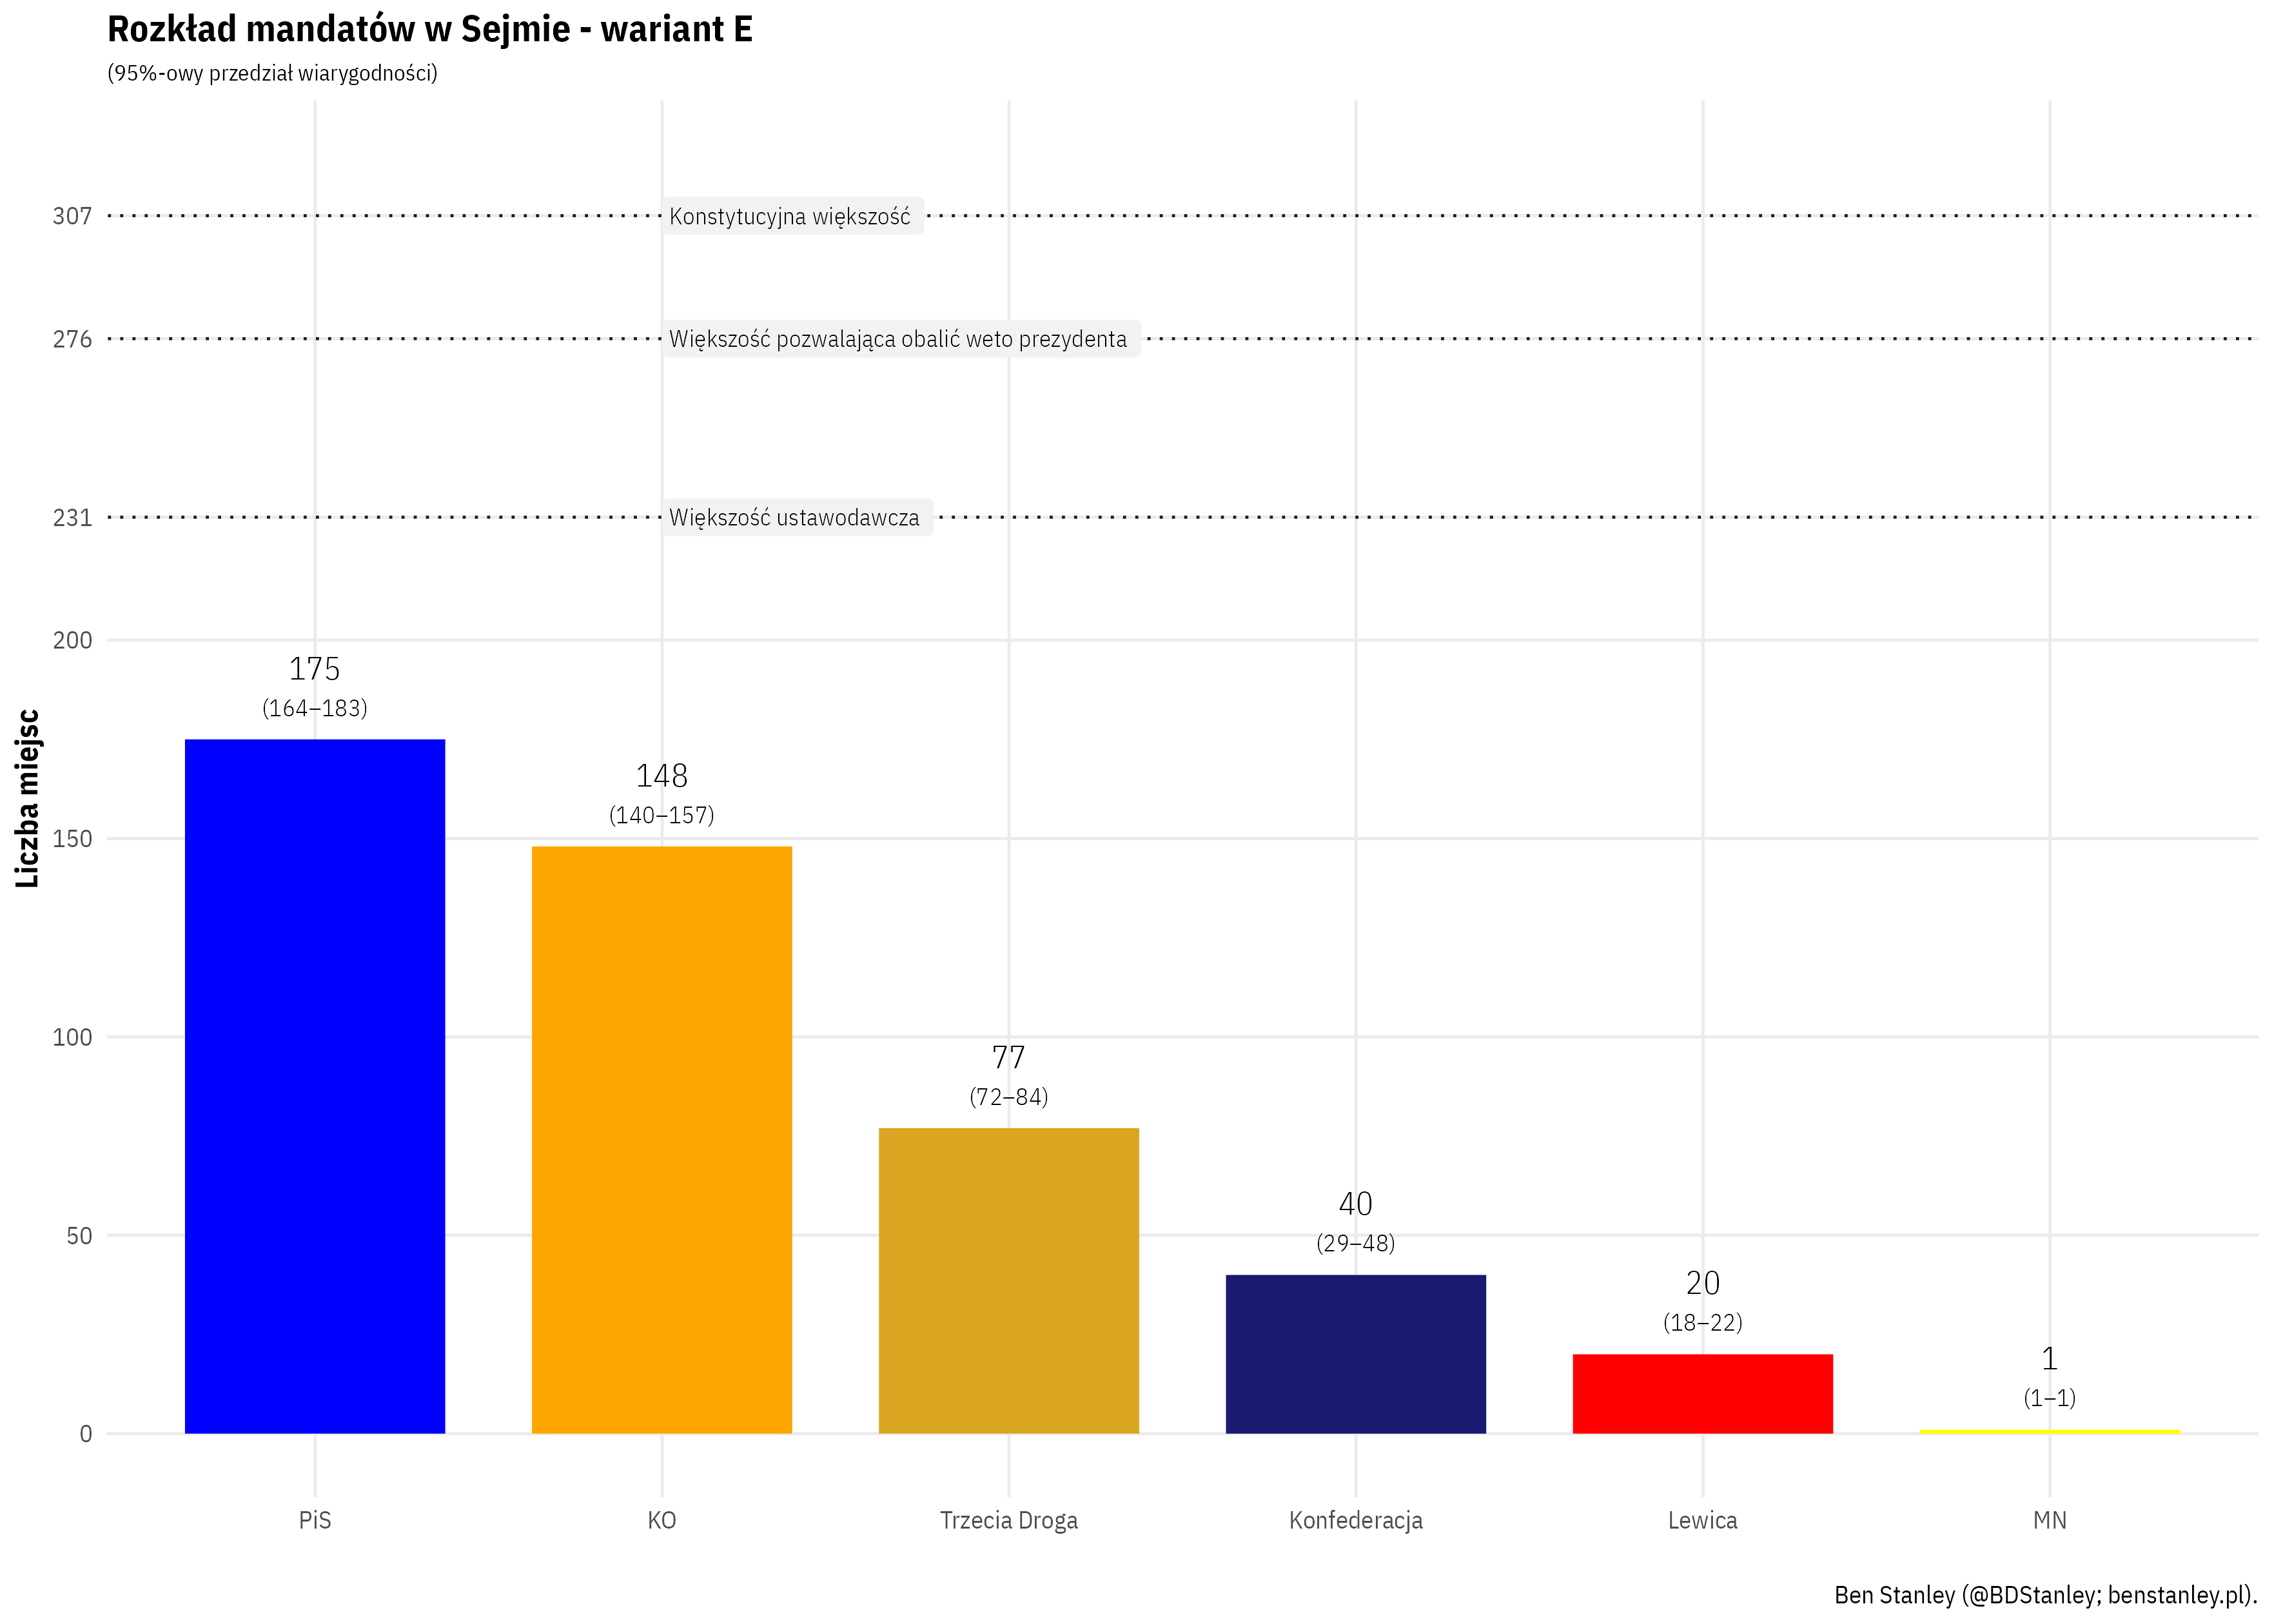 Rozkład mandatów w Sejmie - wariant E
(95%-owy przedział wiarygodności)
307
Konstytucyjna większość
276
Większość pozwalająca obalić weto prezydenta
231
Większość ustawodawcza
200
175
(164–183)
Liczba miejsc
148
(140–157)
150
77
(72–84)
100
40
(29–48)
50
20
(18–22)
1
(1–1)
0
PiS
KO
Trzecia Droga
Konfederacja
Lewica
MN
Ben Stanley (@BDStanley; benstanley.pl).